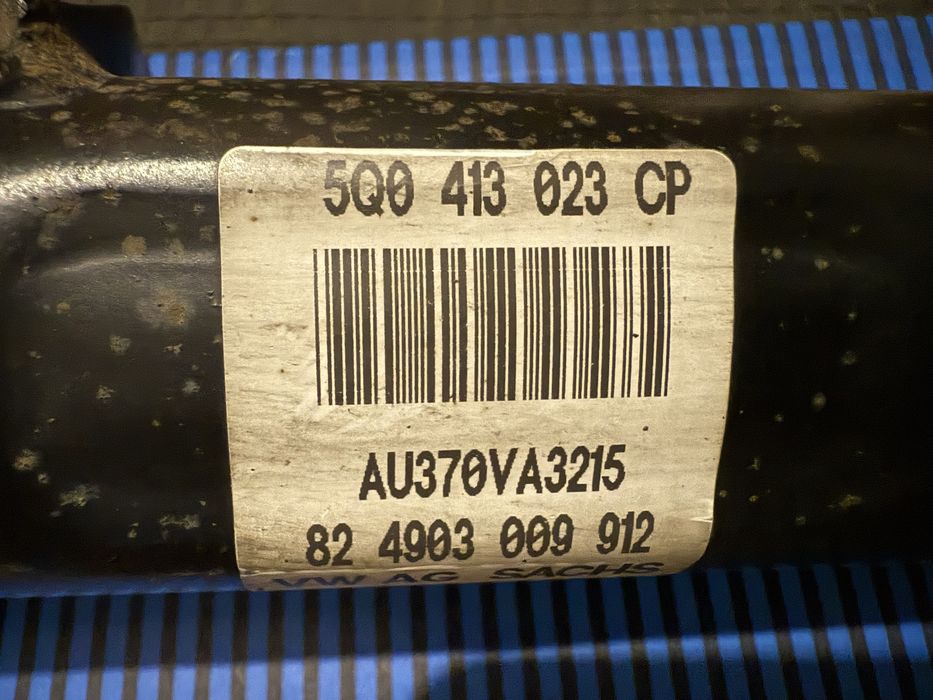 5Q0 413 023 CP
AU370VA3215
82 4903 009 912
VW AG SACHS